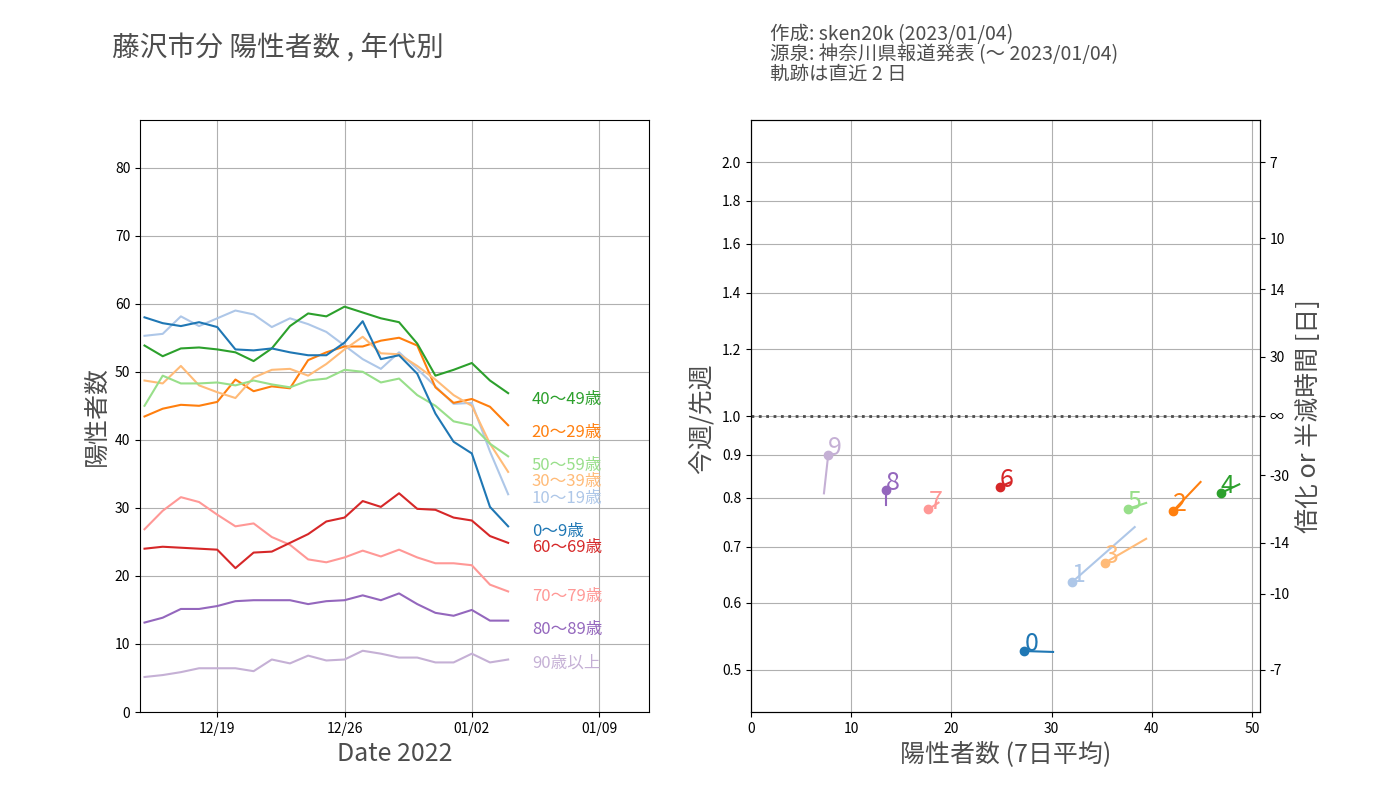 藤沢市分 陽性者数 , 年代別
作成: sken20k (2023/01/04)
源泉: 神奈川県報道発表 (〜 2023/01/04)
軌跡は直近 2 日
陽性者数
80
70
60
50
40
30
20
10
0
12/19
12/26
01/02
01/09
Date 2022
40〜49歳
20〜29歳
50〜59歳
30〜39歳
10〜19歳
0〜9歳
60〜69歳
70〜79歳
80〜89歳
90歳以上
今週/先週
2.0
1.8
1.6
1.4
1.2
1.0
0.9
0.8
0.7
0.6
0.5
9
8
7
6
5
2
4
3
1
0
0
10
20
30
40
50
陽性者数 (7日平均)
7
10
14
30
∞
-30
-14
-10
-7
倍化 or 半減時間 [日]